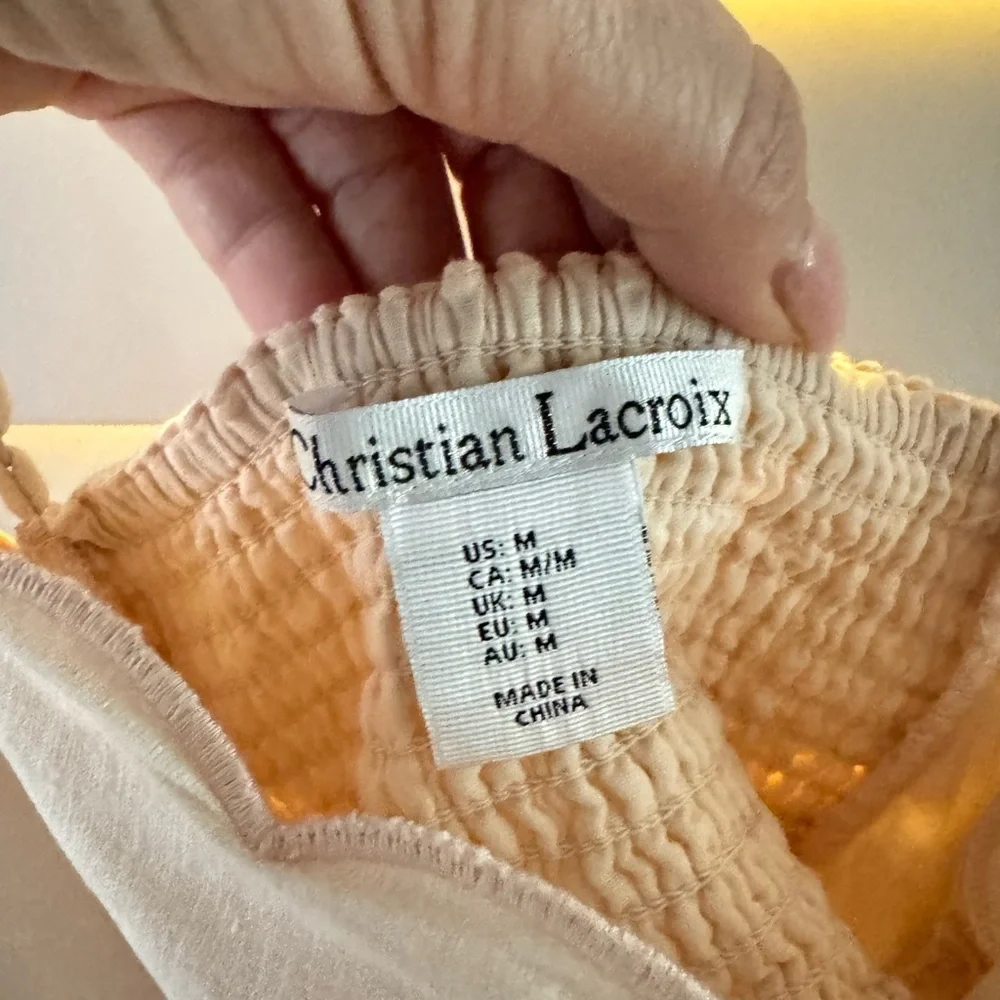 Christian Lacroix
US: M
CA: M/M
UK: M
EU: M
AU: M
MADE IN
CHINA